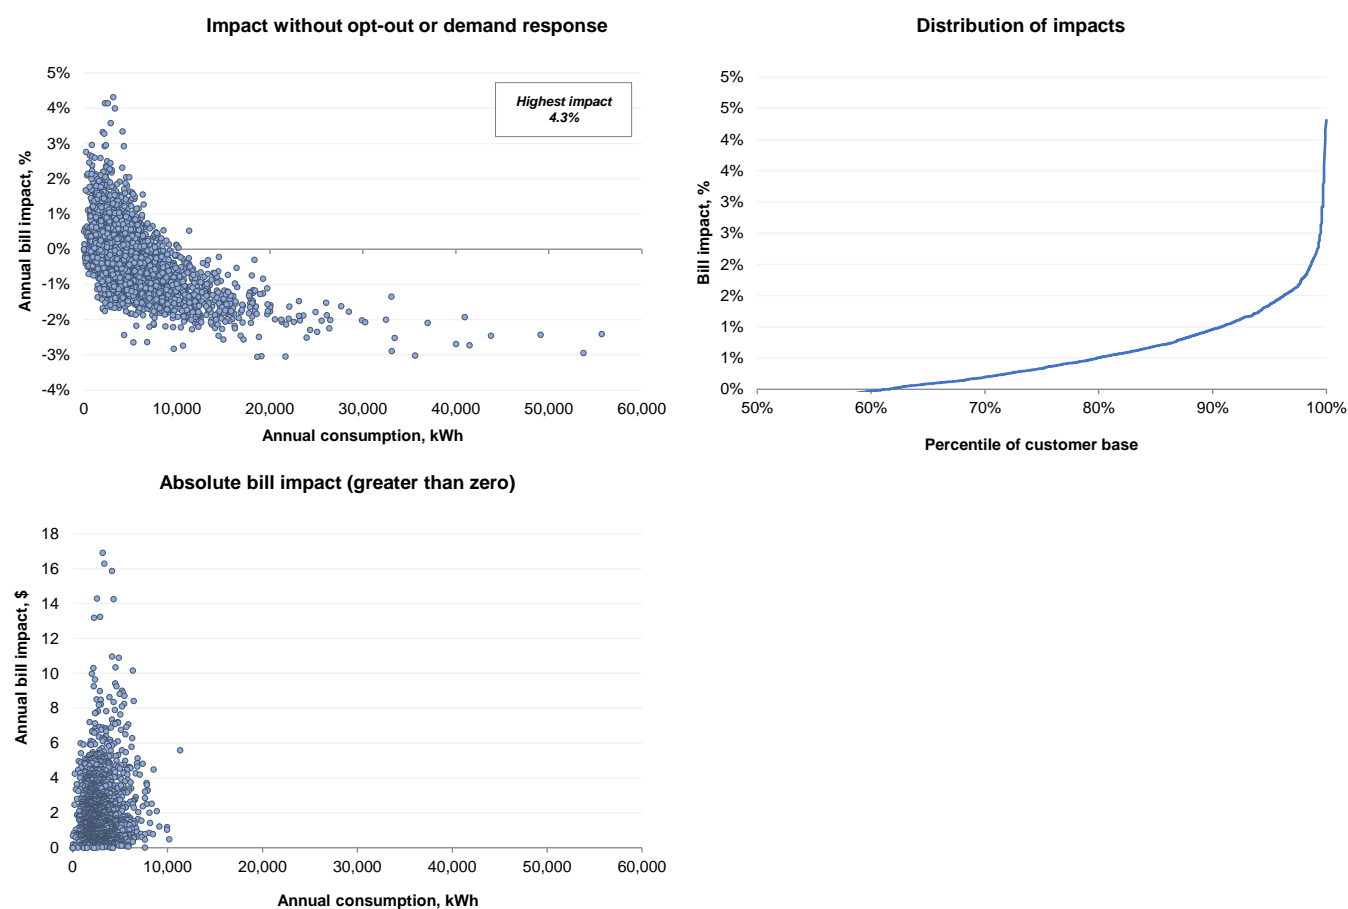 Impact without opt-out or demand response
Annual bill impact, %
5%
4%
3%
2%
1%
0%
-1%
-2%
-3%
-4%
Highest impact
4.3%
0 10,000 20,000 30,000 40,000 50,000 60,000
Annual consumption, kWh
Distribution of impacts
Bill impact, %
5%
5%
4%
4%
3%
3%
2%
2%
1%
1%
0%
50% 60% 70% 80% 90% 100%
Percentile of customer base
Absolute bill impact (greater than zero)
Annual bill impact, $
18
16
14
12
10
8
6
4
2
0
0 10,000 20,000 30,000 40,000 50,000 60,000
Annual consumption, kWh